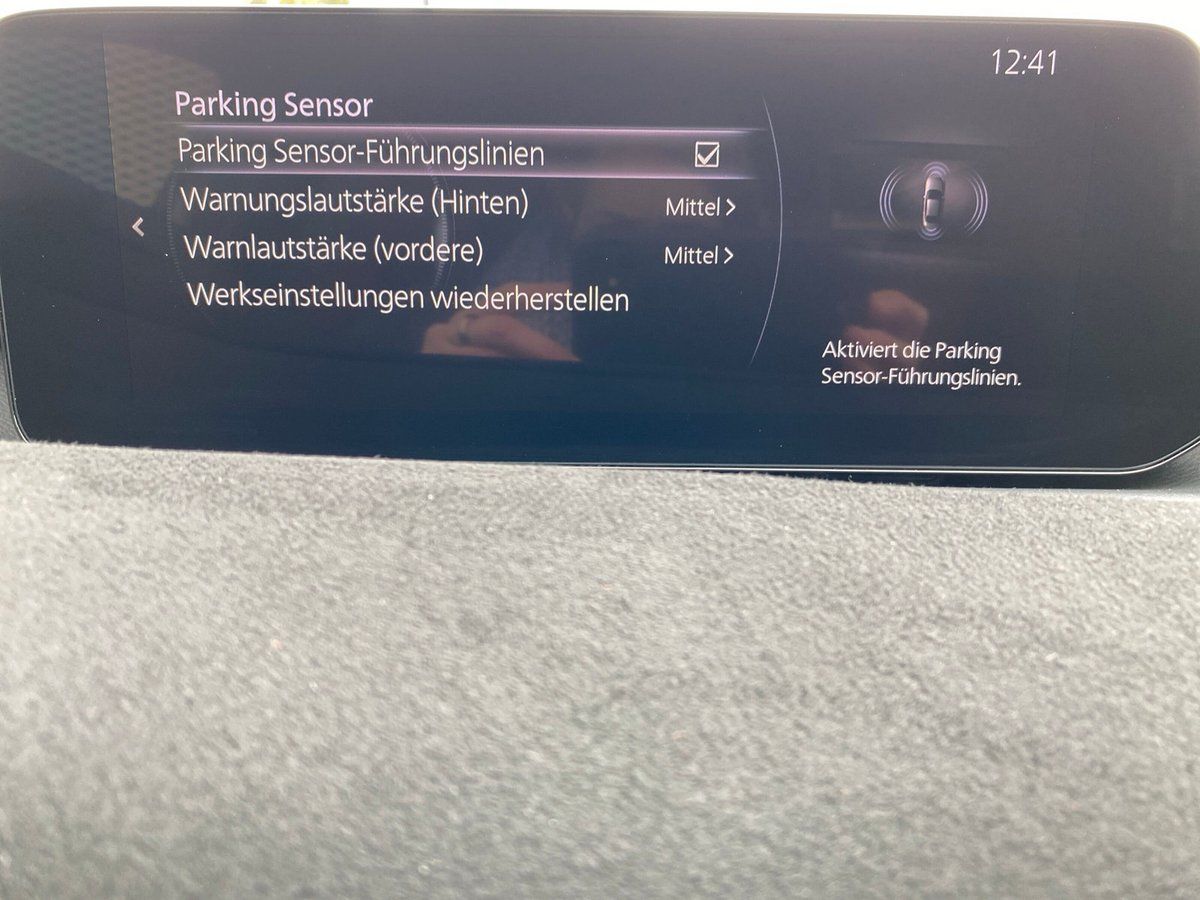 12:41
Parking Sensor
Parking Sensor-Führungslinien
Warnungslautstärke (Hinten) Mittel >
Warnlautstärke (vordere) Mittel >
Werkseinstellungen wiederherstellen
Aktiviert die Parking
Sensor-Führungslinien.